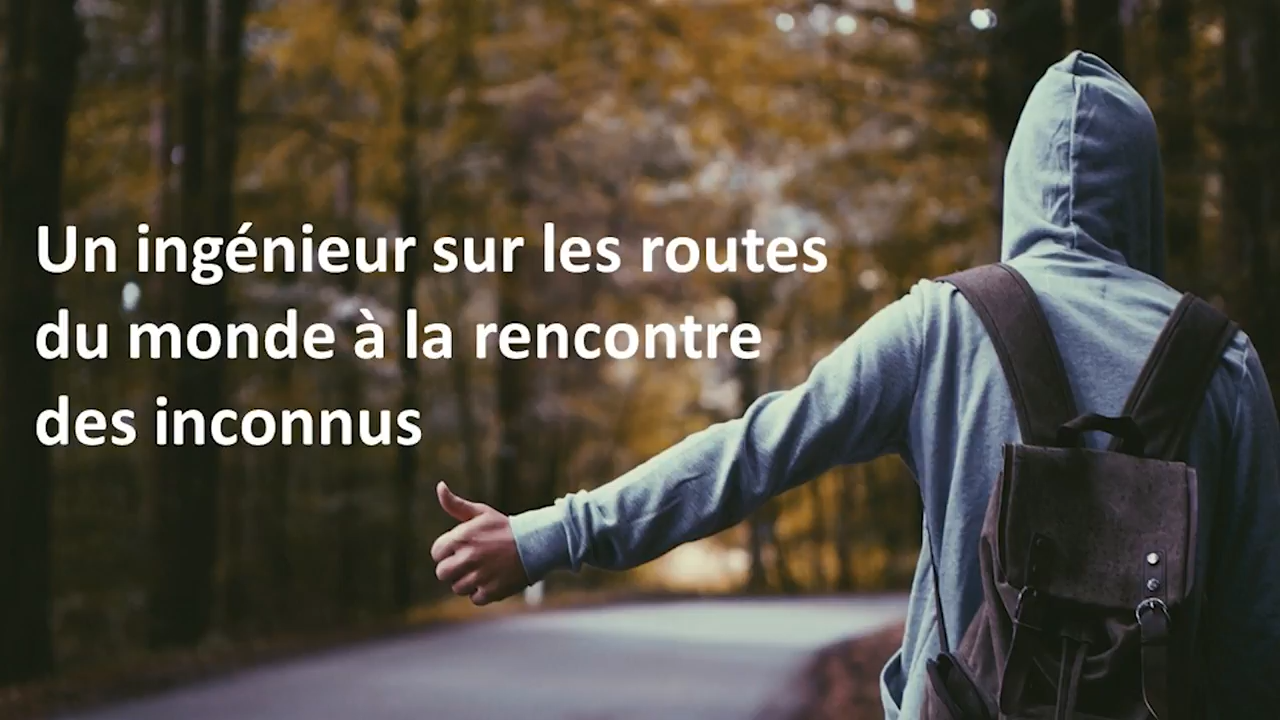 Un ingénieur sur les routes
du monde à la rencontre
des inconnus